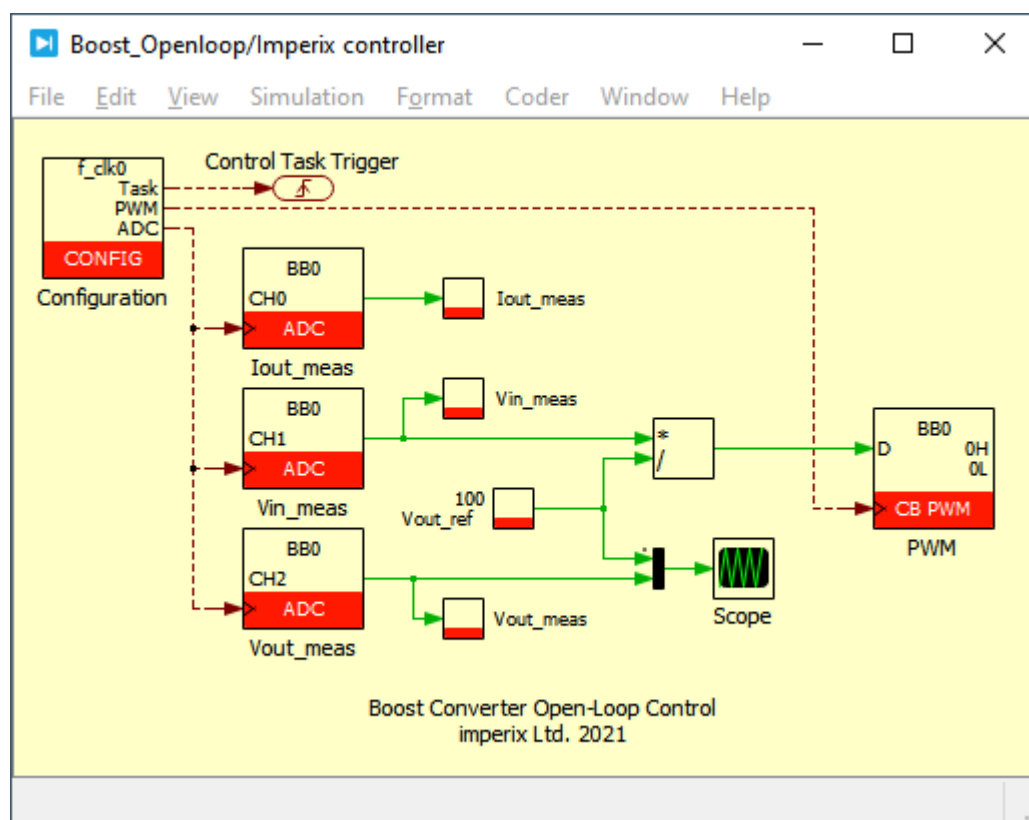 Boost_Openloop/Imperix controller
File Edit View Simulation Format Coder Window Help
f_clk0
Task
PWM
ADC
CONFIG
Configuration
Control Task Trigger
BB0
CH0
ADC
Iout_meas
Iout_meas
BB0
CH1
ADC
Vin_meas
Vin_meas
*
/
100
Vout_ref
BB0
D
0H
0L
CB PWM
PWM
BB0
CH2
ADC
Vout_meas
Vout_meas
Scope
Boost Converter Open-Loop Control
imperix Ltd. 2021